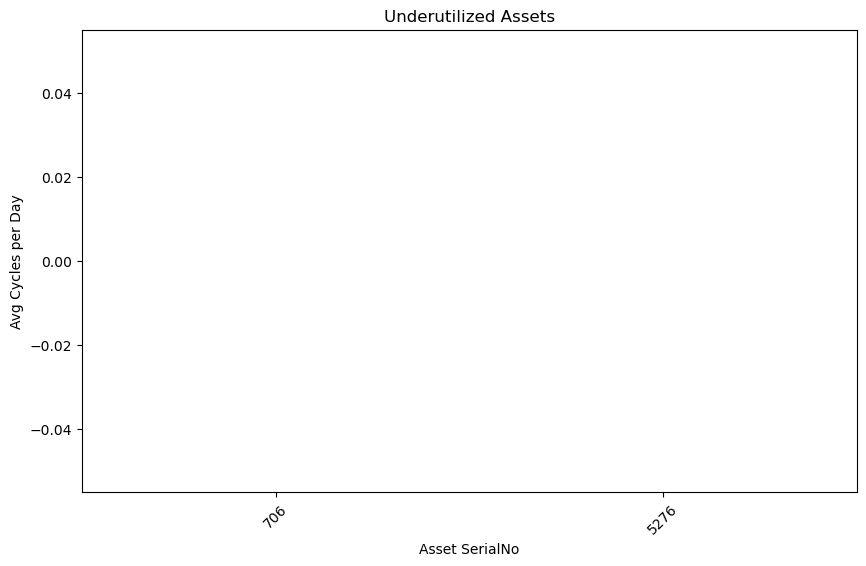 Underutilized Assets
Avg Cycles per Day
0.04
0.02
0.00
−0.02
−0.04
706
5276
Asset SerialNo